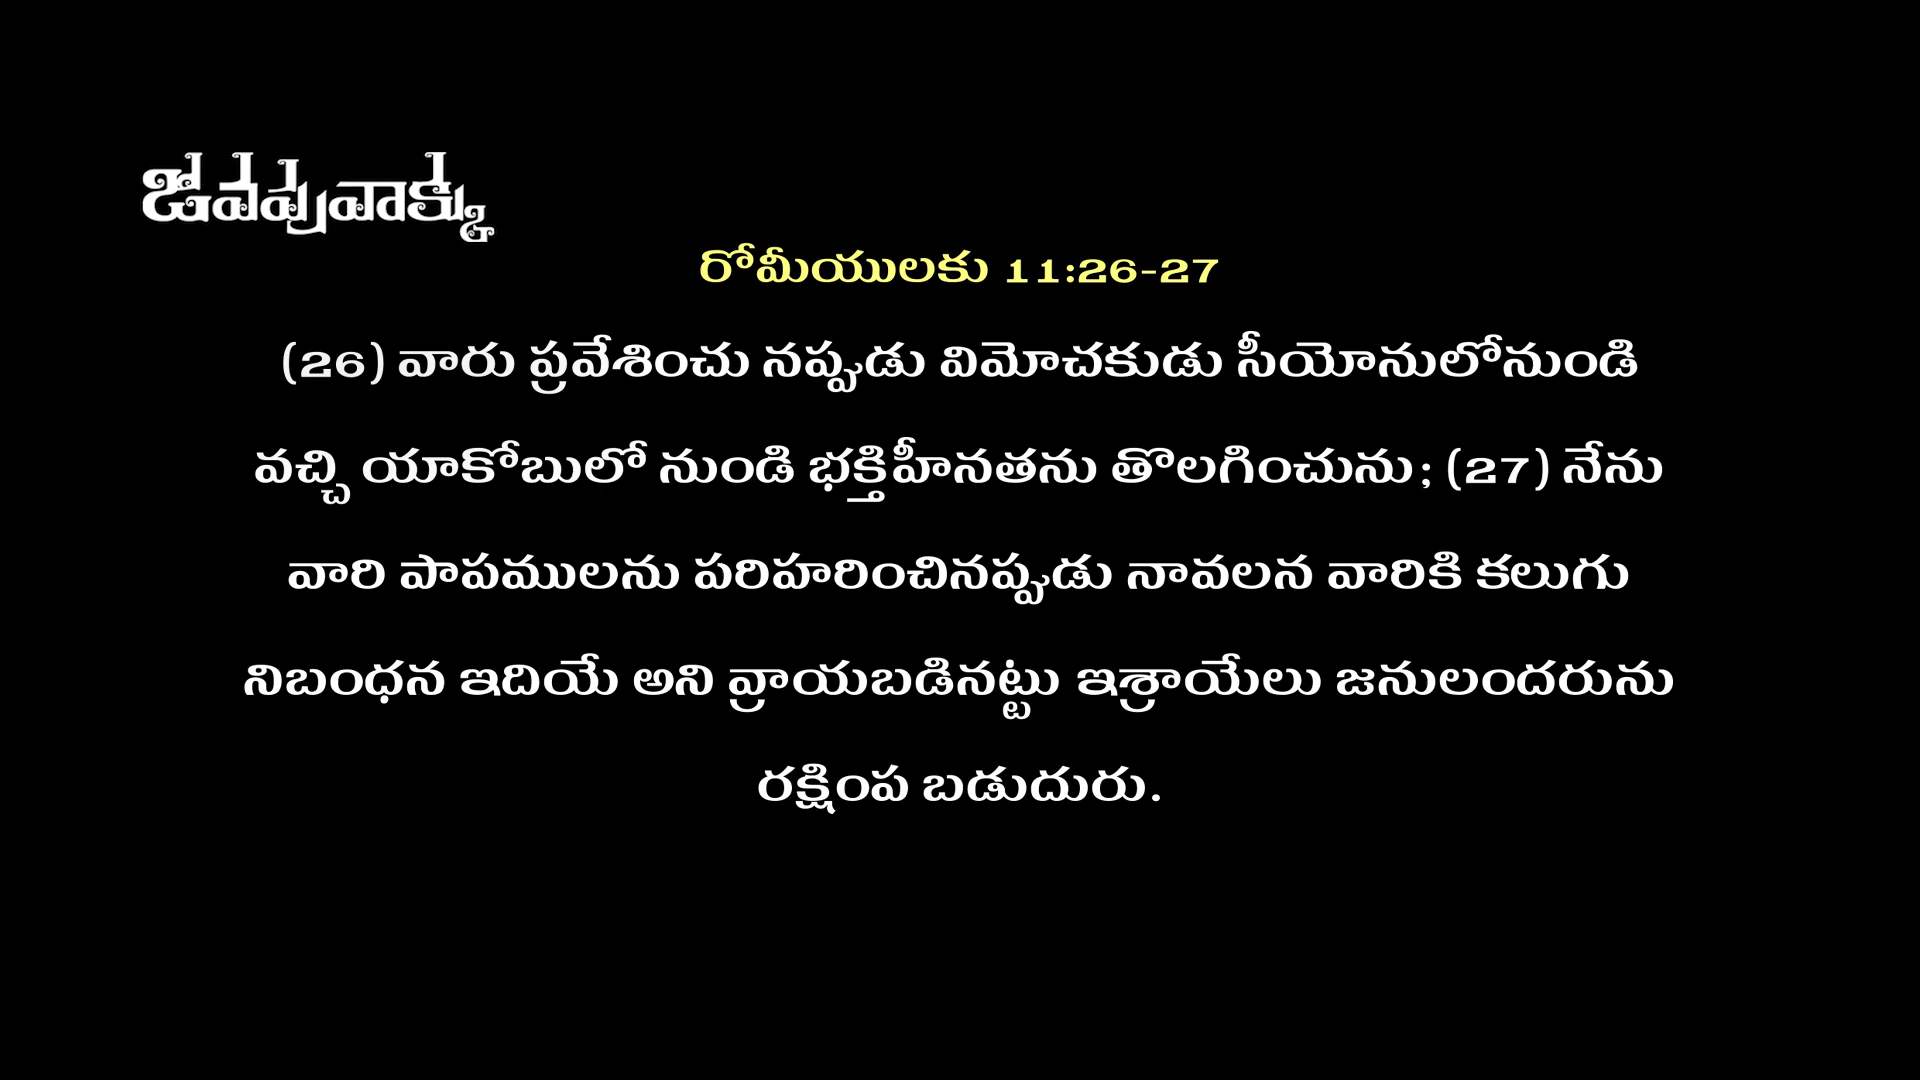 జీవపువాక్కు
రోమీయులకు 11:26-27
(26) వారు ప్రవేశించు నప్పుడు విమోచకుడు సీయోనులోనుండి
వచ్చి యాకోబులో నుండి భక్తిహీనతను తొలగించును; (27) నేను
వారి పాపములను పరిహరించినప్పుడు నావలన వారికి కలుగు
నిబంధన ఇదియే అని వ్రాయబడినట్టు ఇశ్రాయేలు జనులందరును
రక్షింప బడుదురు.